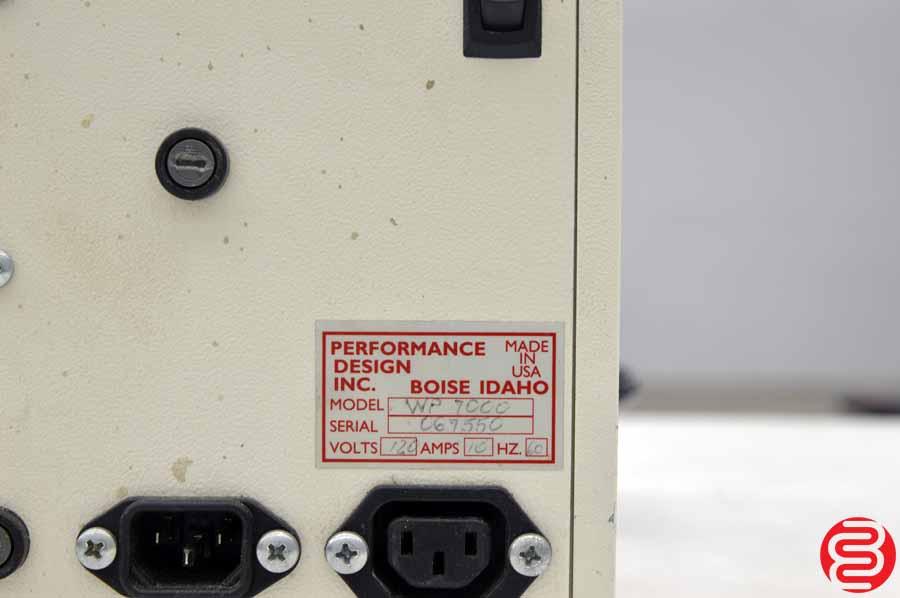 PERFORMANCE MADE
DESIGN IN
INC. USA
BOISE IDAHO
MODEL WP 7000
SERIAL 067550
VOLTS 120 AMPS 10 HZ. 60